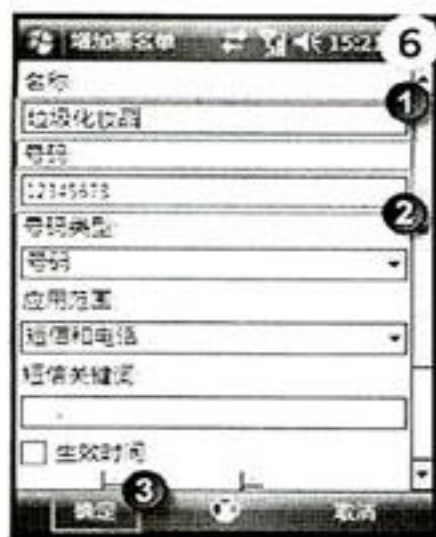 增加黑名单 15:2 6
名称 1
垃圾化妆品
号码
12345678 2
号码类型:
号码
应用范围
短信和电话
短信关键词
生效时间
3
确定 取消